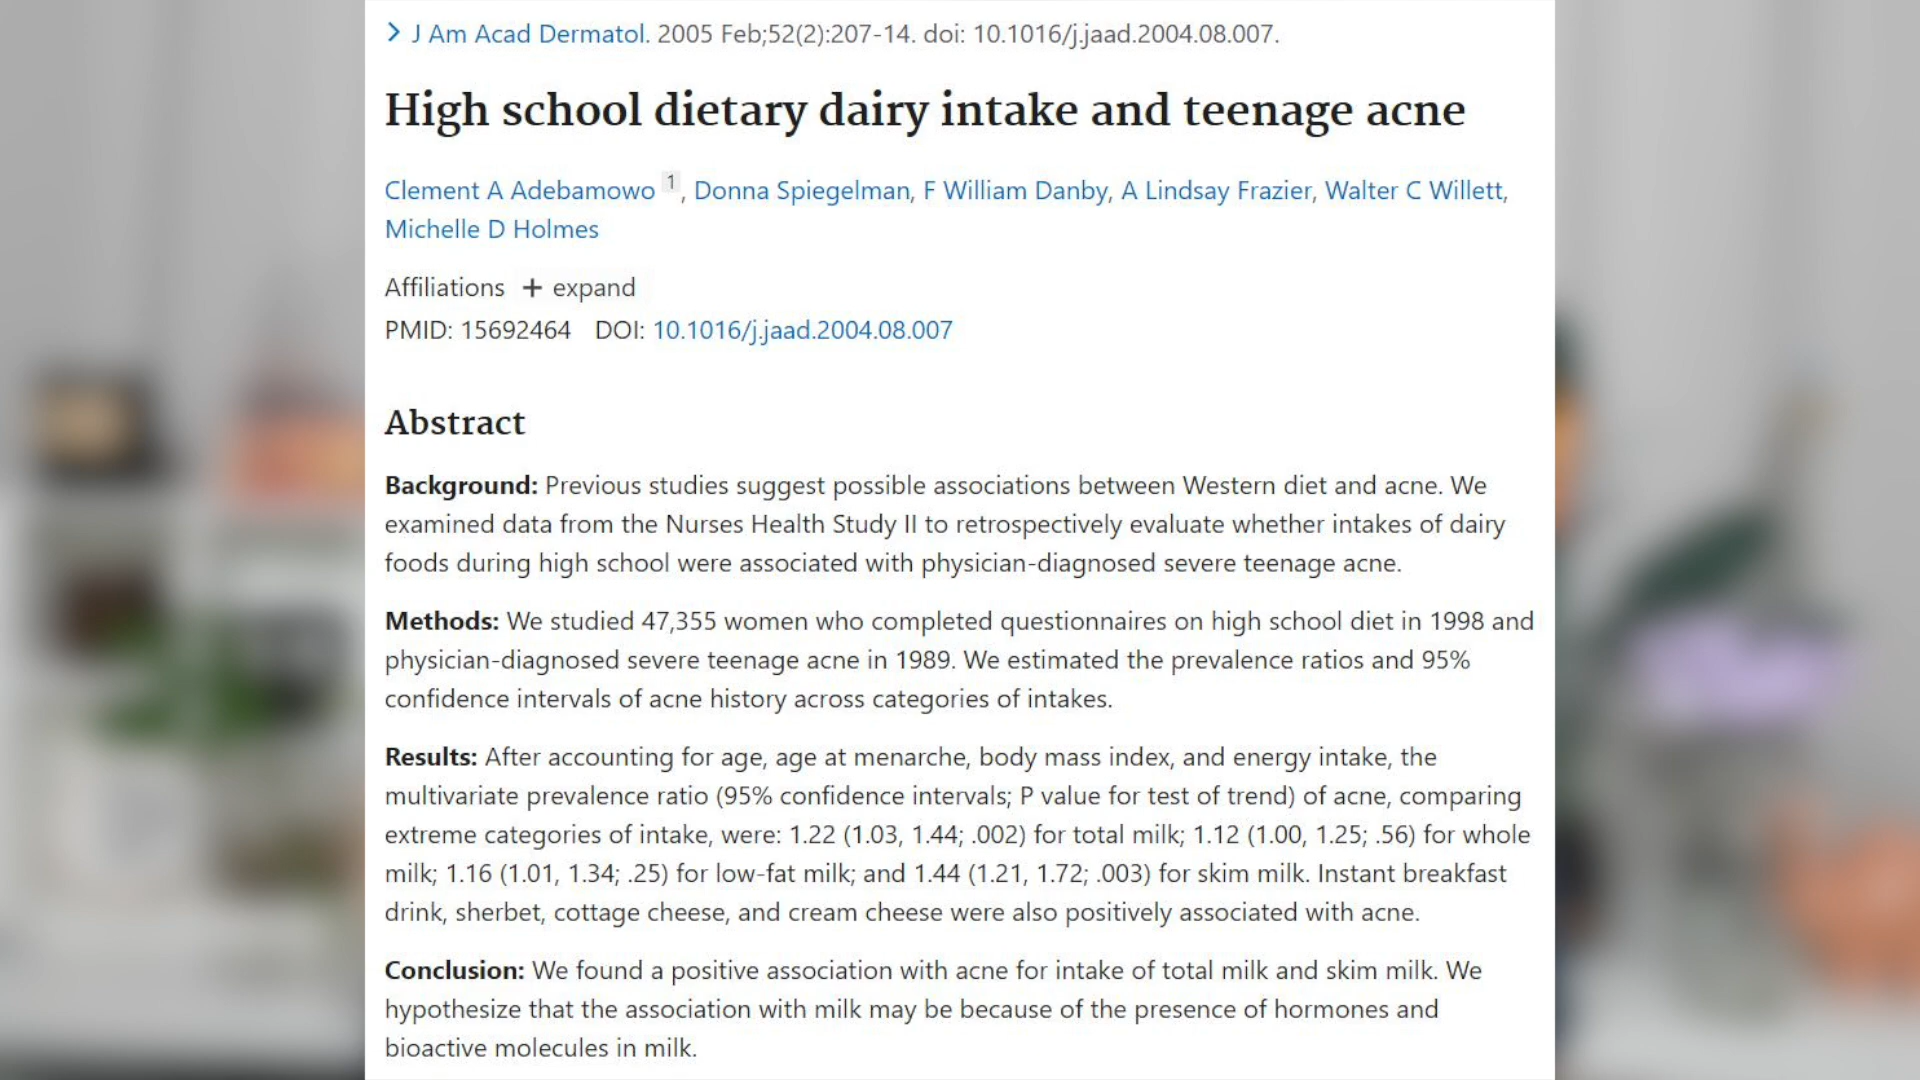 J Am Acad Dermatol. 2005 Feb;52(2):207-14. doi: 10.1016/j.jaad.2004.08.007.
High school dietary dairy intake and teenage acne
Clement A Adebamowo 1, Donna Spiegelman, F William Danby, A Lindsay Frazier, Walter C Willett,
Michelle D Holmes
Affiliations + expand
PMID: 15692464 DOI: 10.1016/j.jaad.2004.08.007
Abstract
Background: Previous studies suggest possible associations between Western diet and acne. We
examined data from the Nurses Health Study II to retrospectively evaluate whether intakes of dairy
foods during high school were associated with physician-diagnosed severe teenage acne.
Methods: We studied 47,355 women who completed questionnaires on high school diet in 1998 and
physician-diagnosed severe teenage acne in 1989. We estimated the prevalence ratios and 95%
confidence intervals of acne history across categories of intakes.
Results: After accounting for age, age at menarche, body mass index, and energy intake, the
multivariate prevalence ratio (95% confidence intervals; P value for test of trend) of acne, comparing
extreme categories of intake, were: 1.22 (1.03, 1.44; .002) for total milk; 1.12 (1.00, 1.25; .56) for whole
milk; 1.16 (1.01, 1.34; .25) for low-fat milk; and 1.44 (1.21, 1.72; .003) for skim milk. Instant breakfast
drink, sherbet, cottage cheese, and cream cheese were also positively associated with acne.
Conclusion: We found a positive association with acne for intake of total milk and skim milk. We
hypothesize that the association with milk may be because of the presence of hormones and
bioactive molecules in milk.